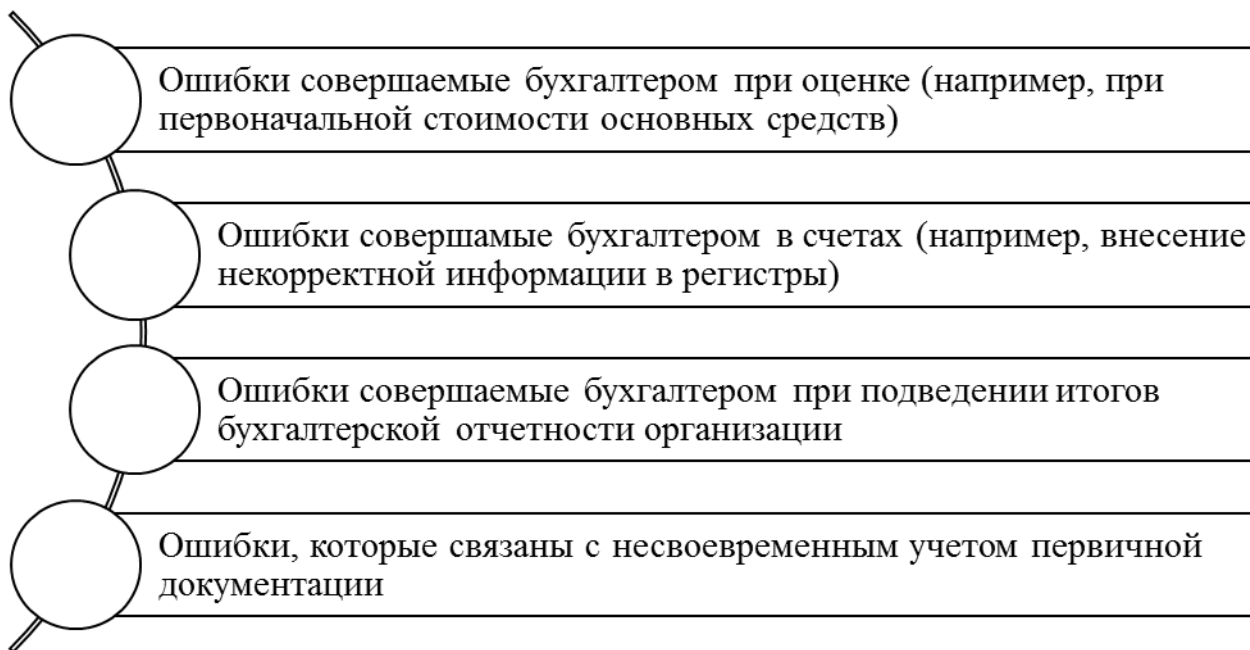 Ошибки совершаемые бухгалтером при оценке (например, при
первоначальной стоимости основных средств)
Ошибки совершамые бухгалтером в счетах (например, внесение
некорректной информации в регистры)
Ошибки совершаемые бухгалтером при подведении итогов
бухгалтерской отчетности организации
Ошибки, которые связаны с несвоевременным учетом первичной
документации